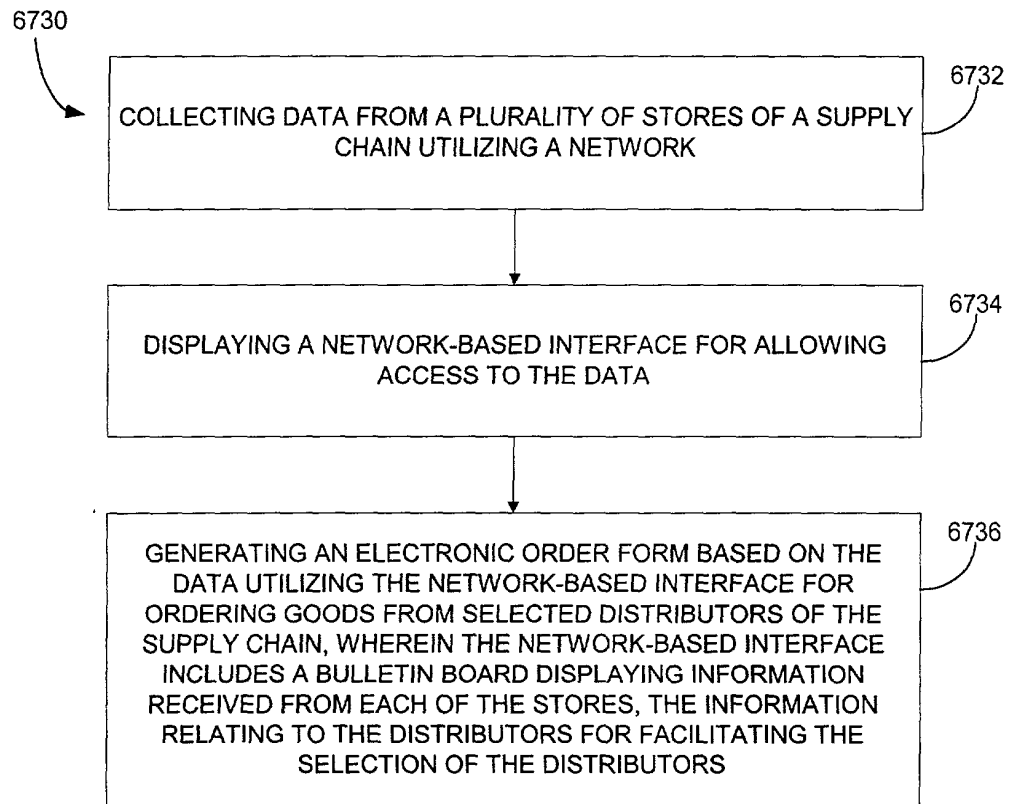 6730
6732
COLLECTING DATA FROM A PLURALITY OF STORES OF A SUPPLY
CHAIN UTILIZING A NETWORK
6734
DISPLAYING A NETWORK-BASED INTERFACE FOR ALLOWING
ACCESS TO THE DATA
6736
GENERATING AN ELECTRONIC ORDER FORM BASED ON THE
DATA UTILIZING THE NETWORK-BASED INTERFACE FOR
ORDERING GOODS FROM SELECTED DISTRIBUTORS OF THE
SUPPLY CHAIN, WHEREIN THE NETWORK-BASED INTERFACE
INCLUDES A BULLETIN BOARD DISPLAYING INFORMATION
RECEIVED FROM EACH OF THE STORES, THE INFORMATION
RELATING TO THE DISTRIBUTORS FOR FACILITATING THE
SELECTION OF THE DISTRIBUTORS